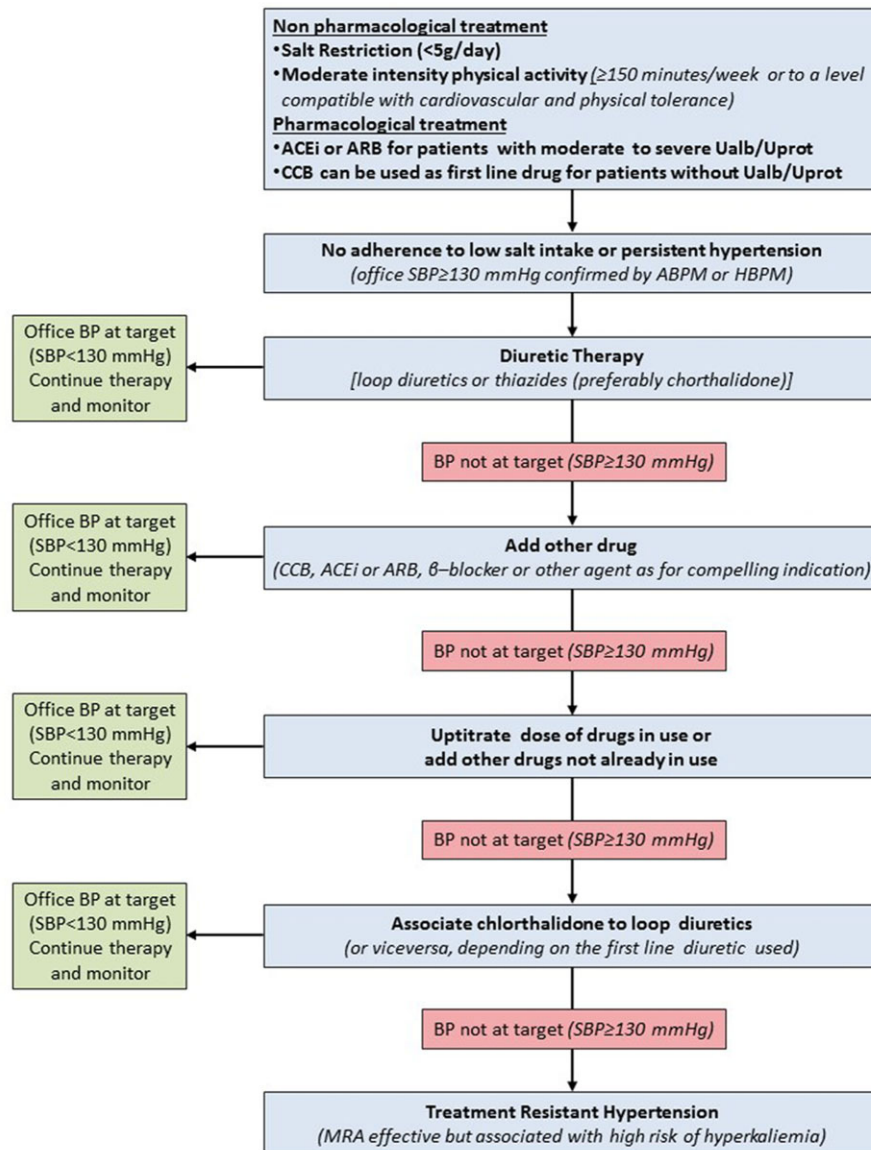 Non pharmacological treatment
•Salt Restriction (<5g/day)
•Moderate intensity physical activity (≥150 minutes/week or to a level
compatible with cardiovascular and physical tolerance)
Pharmacological treatment
•ACEi or ARB for patients with moderate to severe Ualb/Uprot
•CCB can be used as first line drug for patients without Ualb/Uprot
No adherence to low salt intake or persistent hypertension
(office SBP≥130 mmHg confirmed by ABPM or HBPM)
Office BP at target
(SBP<130 mmHg)
Continue therapy
and monitor
Diuretic Therapy
[loop diuretics or thiazides (preferably chorthalidone)]
BP not at target (SBP≥130 mmHg)
Office BP at target
(SBP<130 mmHg)
Continue therapy
and monitor
Add other drug
(CCB, ACEi or ARB, β–blocker or other agent as for compelling indication)
BP not at target (SBP≥130 mmHg)
Office BP at target
(SBP<130 mmHg)
Continue therapy
and monitor
Uptitrate dose of drugs in use or
add other drugs not already in use
BP not at target (SBP≥130 mmHg)
Office BP at target
(SBP<130 mmHg)
Continue therapy
and monitor
Associate chlorthalidone to loop diuretics
(or viceversa, depending on the first line diuretic used)
BP not at target (SBP≥130 mmHg)
Treatment Resistant Hypertension
(MRA effective but associated with high risk of hyperkaliemia)